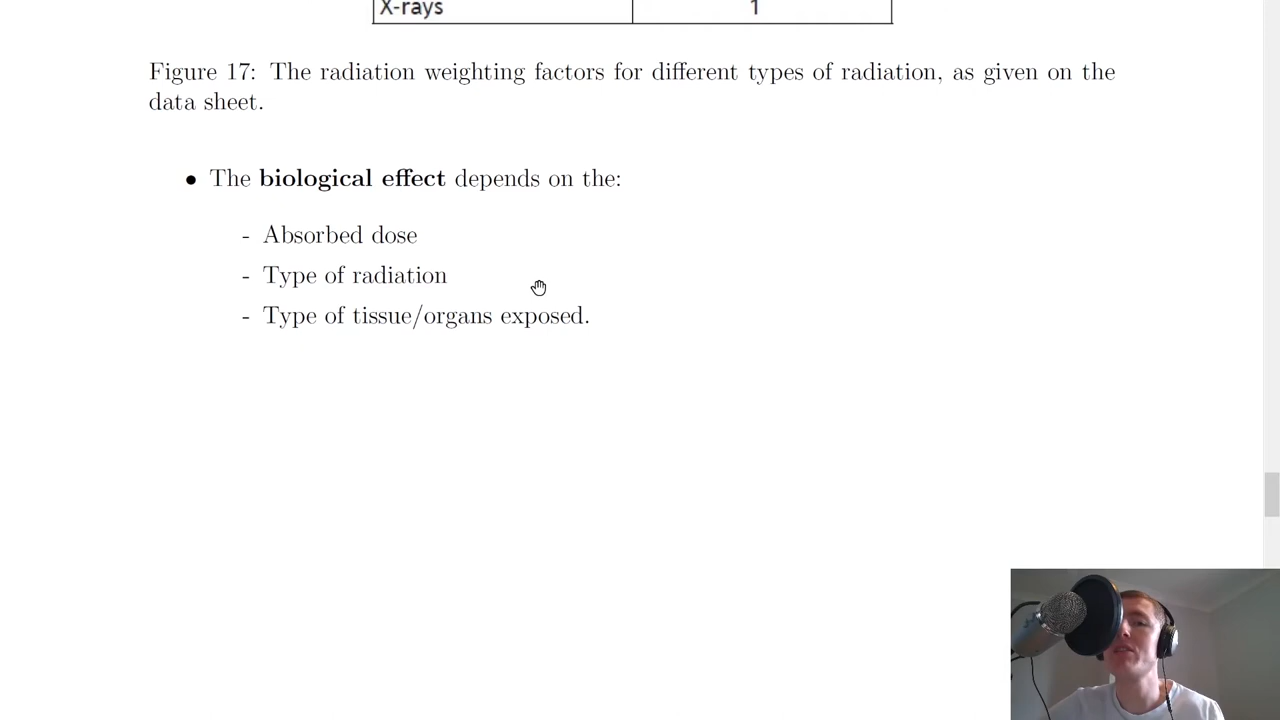 X-rays 1
Figure 17: The radiation weighting factors for different types of radiation, as given on the
data sheet.
• The biological effect depends on the:
- Absorbed dose
- Type of radiation
- Type of tissue/organs exposed.